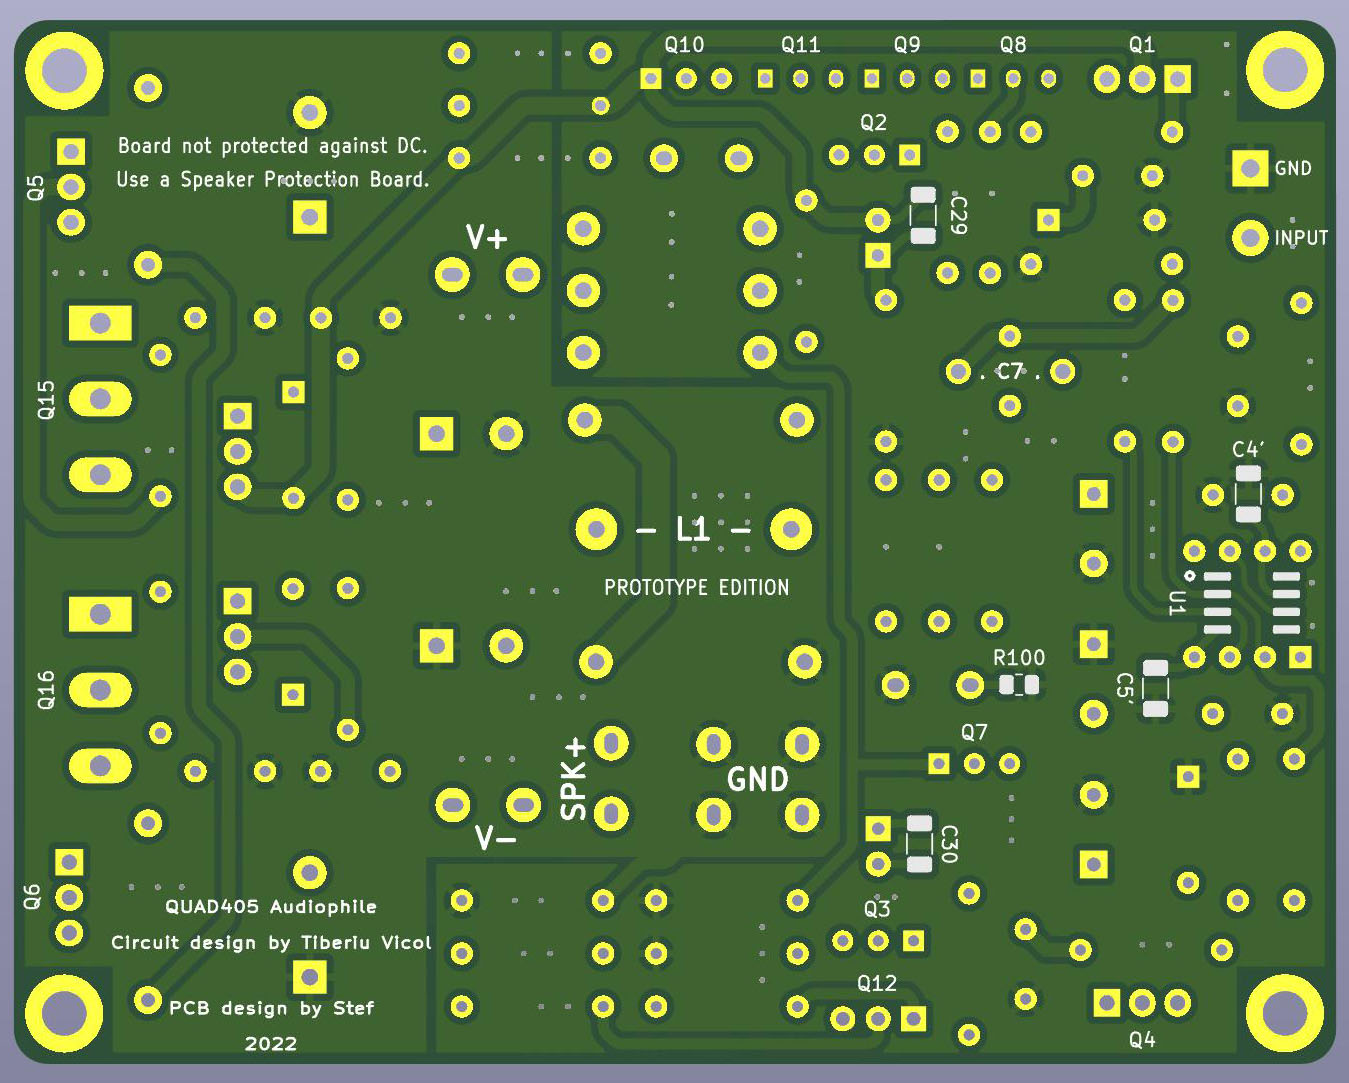 Q10 Q11 Q9 Q8 Q1
Q2
Board not protected against DC.
Use a Speaker Protection Board.
Q5
GND
C29
V+
INPUT
. C7 .
Q15
C4'
- L1 -
PROTOTYPE EDITION
U1
R100
C5'
Q16
Q7
SPK+
GND
V-
C30
Q6
QUAD405 Audiophile
Q3
Circuit design by Tiberiu Vicol
Q12
PCB design by Stef
2022
Q4